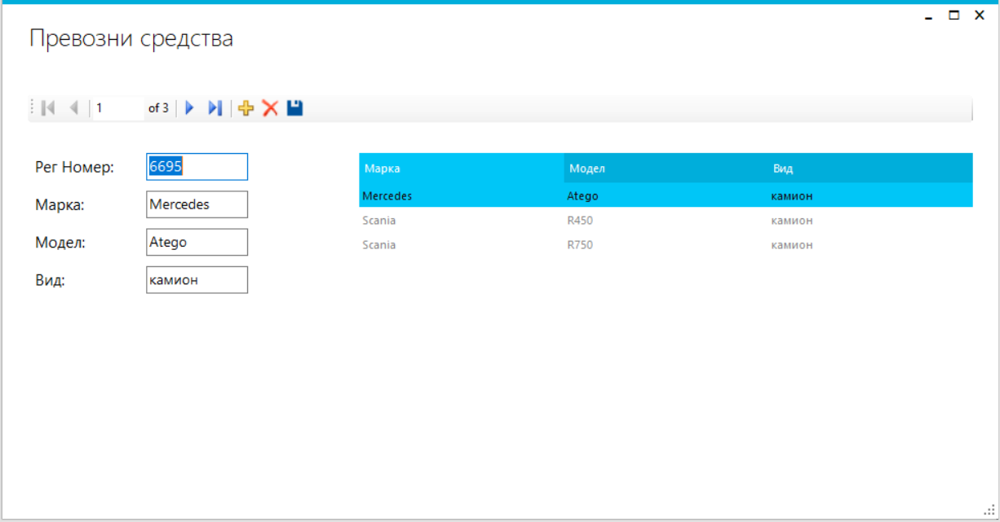 Превозни средства
1 of 3
Рег Номер: 6695
Марка: Mercedes
Модел: Atego
Вид: камион
Марка Модел Вид
Mercedes Atego камион
Scania R450 камион
Scania R750 камион